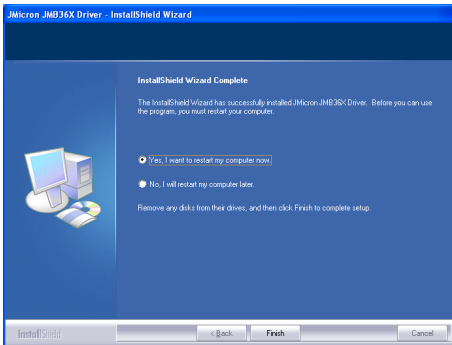 JMicron JMB36X Driver - InstallShield Wizard
InstallShield Wizard Complete
The InstallShield Wizard has successfully installed JMicron JMB36X Driver. Before you can use
the program, you must restart your computer.
Yes, I want to restart my computer now.
No, I will restart my computer later.
Remove any disks from their drives, and then click Finish to complete setup.
InstallShield
< Back
Finish
Cancel